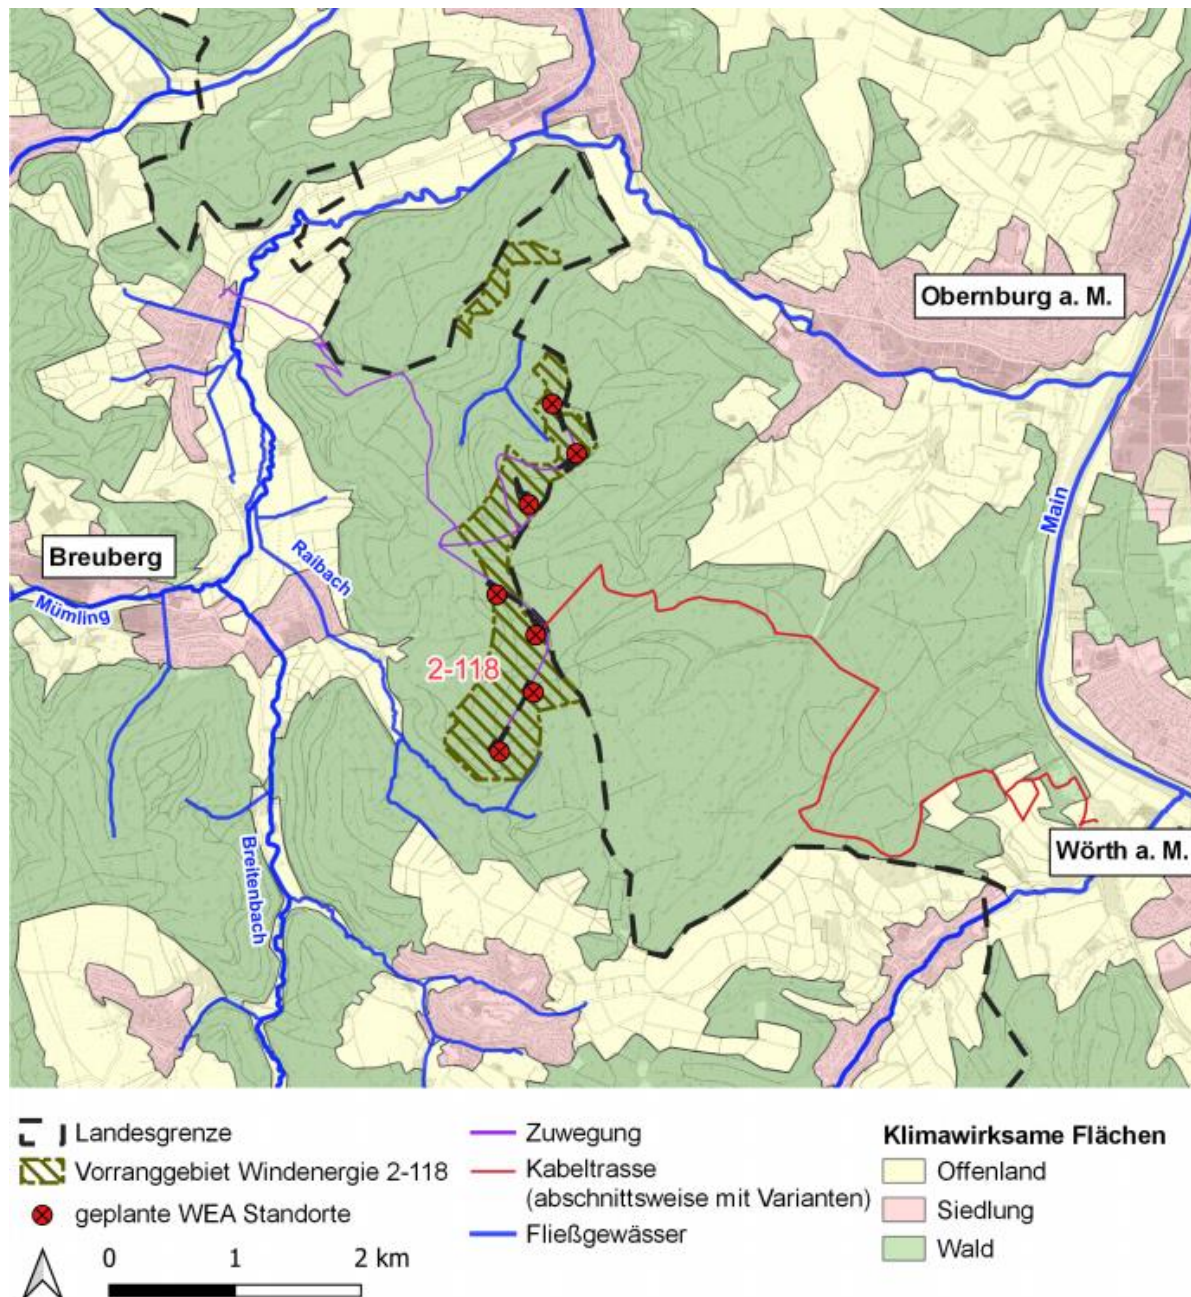 Obernburg a. M.
Main
Breuberg
Raibach
Mümling
2-118
Wörth a. M.
Breitenbach
Landesgrenze
Vorranggebiet Windenergie 2-118
geplante WEA Standorte
0 1 2 km
Zuwegung
Kabeltrasse
(abschnittsweise mit Varianten)
Fließgewässer
Klimawirksame Flächen
Offenland
Siedlung
Wald